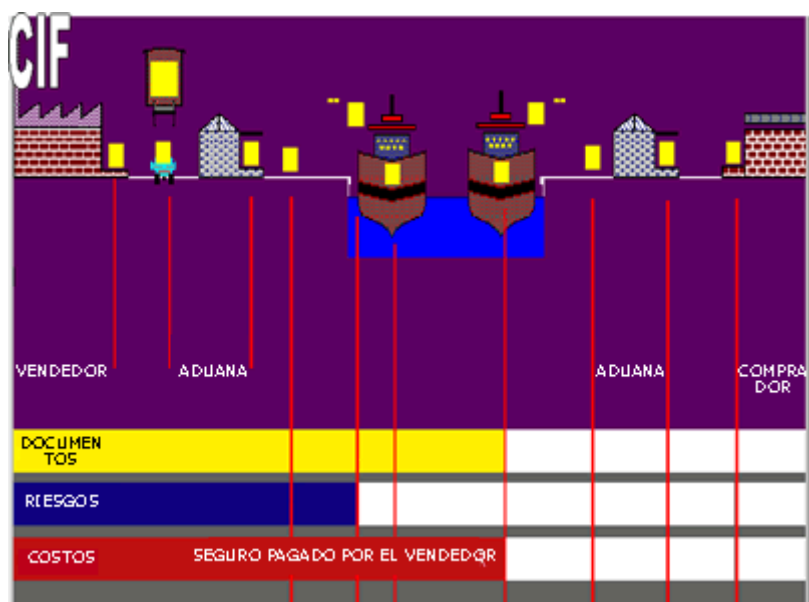 CIF
VENDEDOR
ADUANA
ADUANA
COMPRA
DOR
DOCUMEN
TOS
RIESGOS
COSTOS
SEGURO PAGADO POR EL VENDEDOR